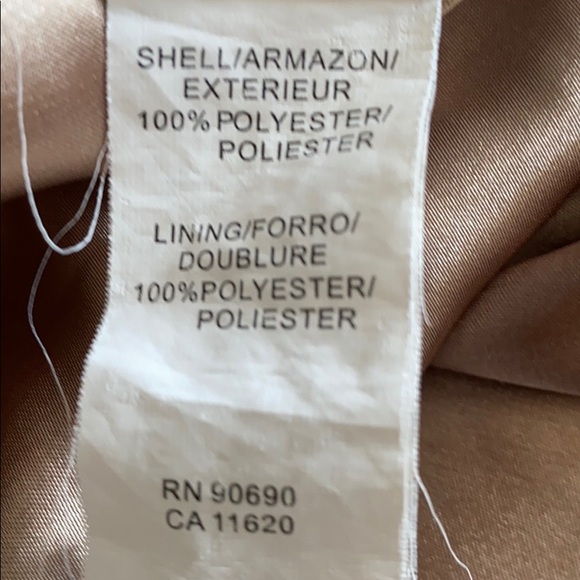 SHELL/ARMAZON/
EXTERIEUR
100% POLYESTER/
POLIESTER
LINING/FORRO/
DOUBLURE
100%POLYESTER/
POLIESTER
RN 90690
CA 11620